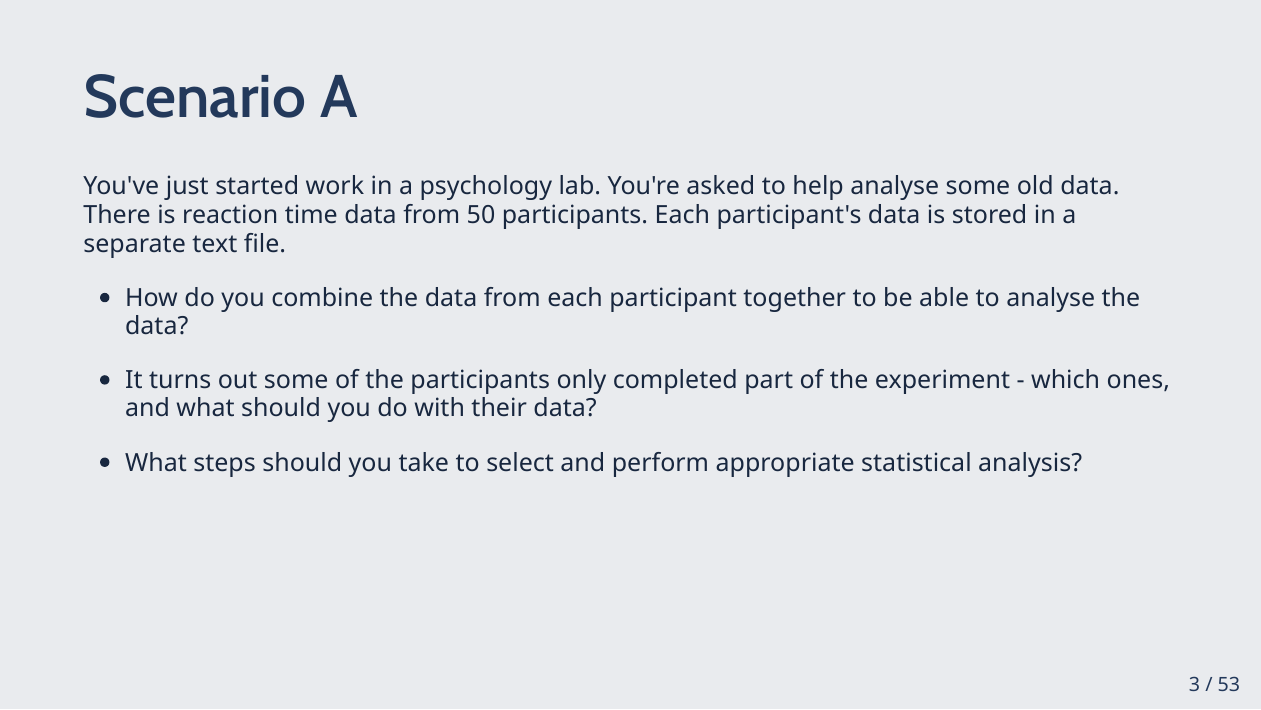 Scenario A
You've just started work in a psychology lab. You're asked to help analyse some old data.
There is reaction time data from 50 participants. Each participant's data is stored in a
separate text file.
• How do you combine the data from each participant together to be able to analyse the
data?
• It turns out some of the participants only completed part of the experiment - which ones,
and what should you do with their data?
• What steps should you take to select and perform appropriate statistical analysis?
3 / 53